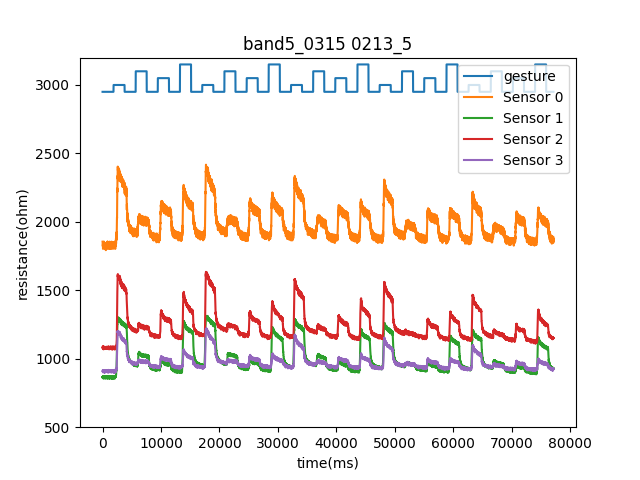 band5_0315 0213_5
gesture
Sensor 0
Sensor 1
Sensor 2
Sensor 3
resistance(ohm)
3000
2500
2000
1500
1000
500
0 10000 20000 30000 40000 50000 60000 70000 80000
time(ms)